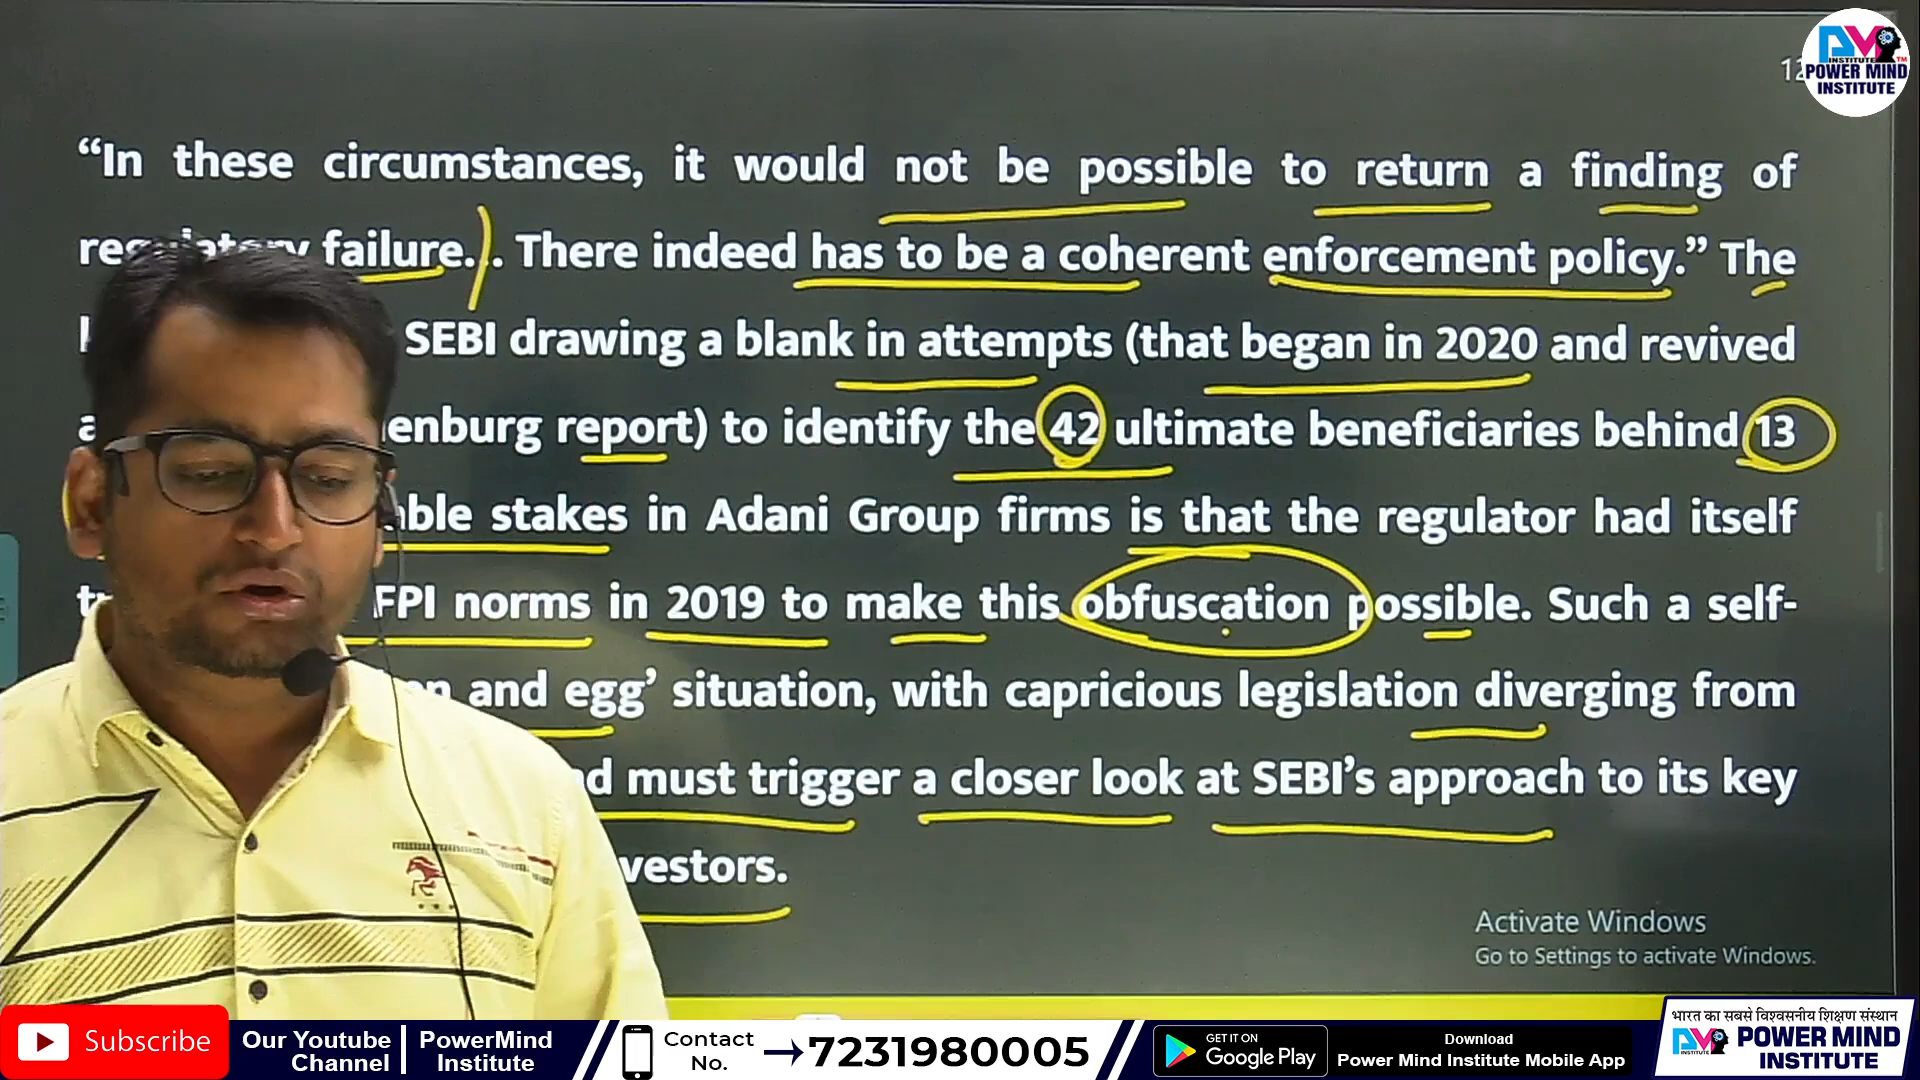 12
DM
INSTITUTE
TM
POWER MIND
INSTITUTE
“In these circumstances, it would not be possible to return a finding of
regulatory failure... There indeed has to be a coherent enforcement policy.” The
SEBI drawing a blank in attempts (that began in 2020 and revived
enburg report) to identify the 42 ultimate beneficiaries behind 13
able stakes in Adani Group firms is that the regulator had itself
FPI norms in 2019 to make this obfuscation possible. Such a self-
en and egg’ situation, with capricious legislation diverging from
must trigger a closer look at SEBI’s approach to its key
vestors.
Activate Windows
Go to Settings to activate Windows.
Subscribe
Our Youtube Channel
PowerMind Institute
Contact No.
7231980005
GET IT ON
Google Play
Download
Power Mind Institute Mobile App
भारत का सबसे विश्वसनीय शिक्षण संस्थान
POWER MIND
INSTITUTE